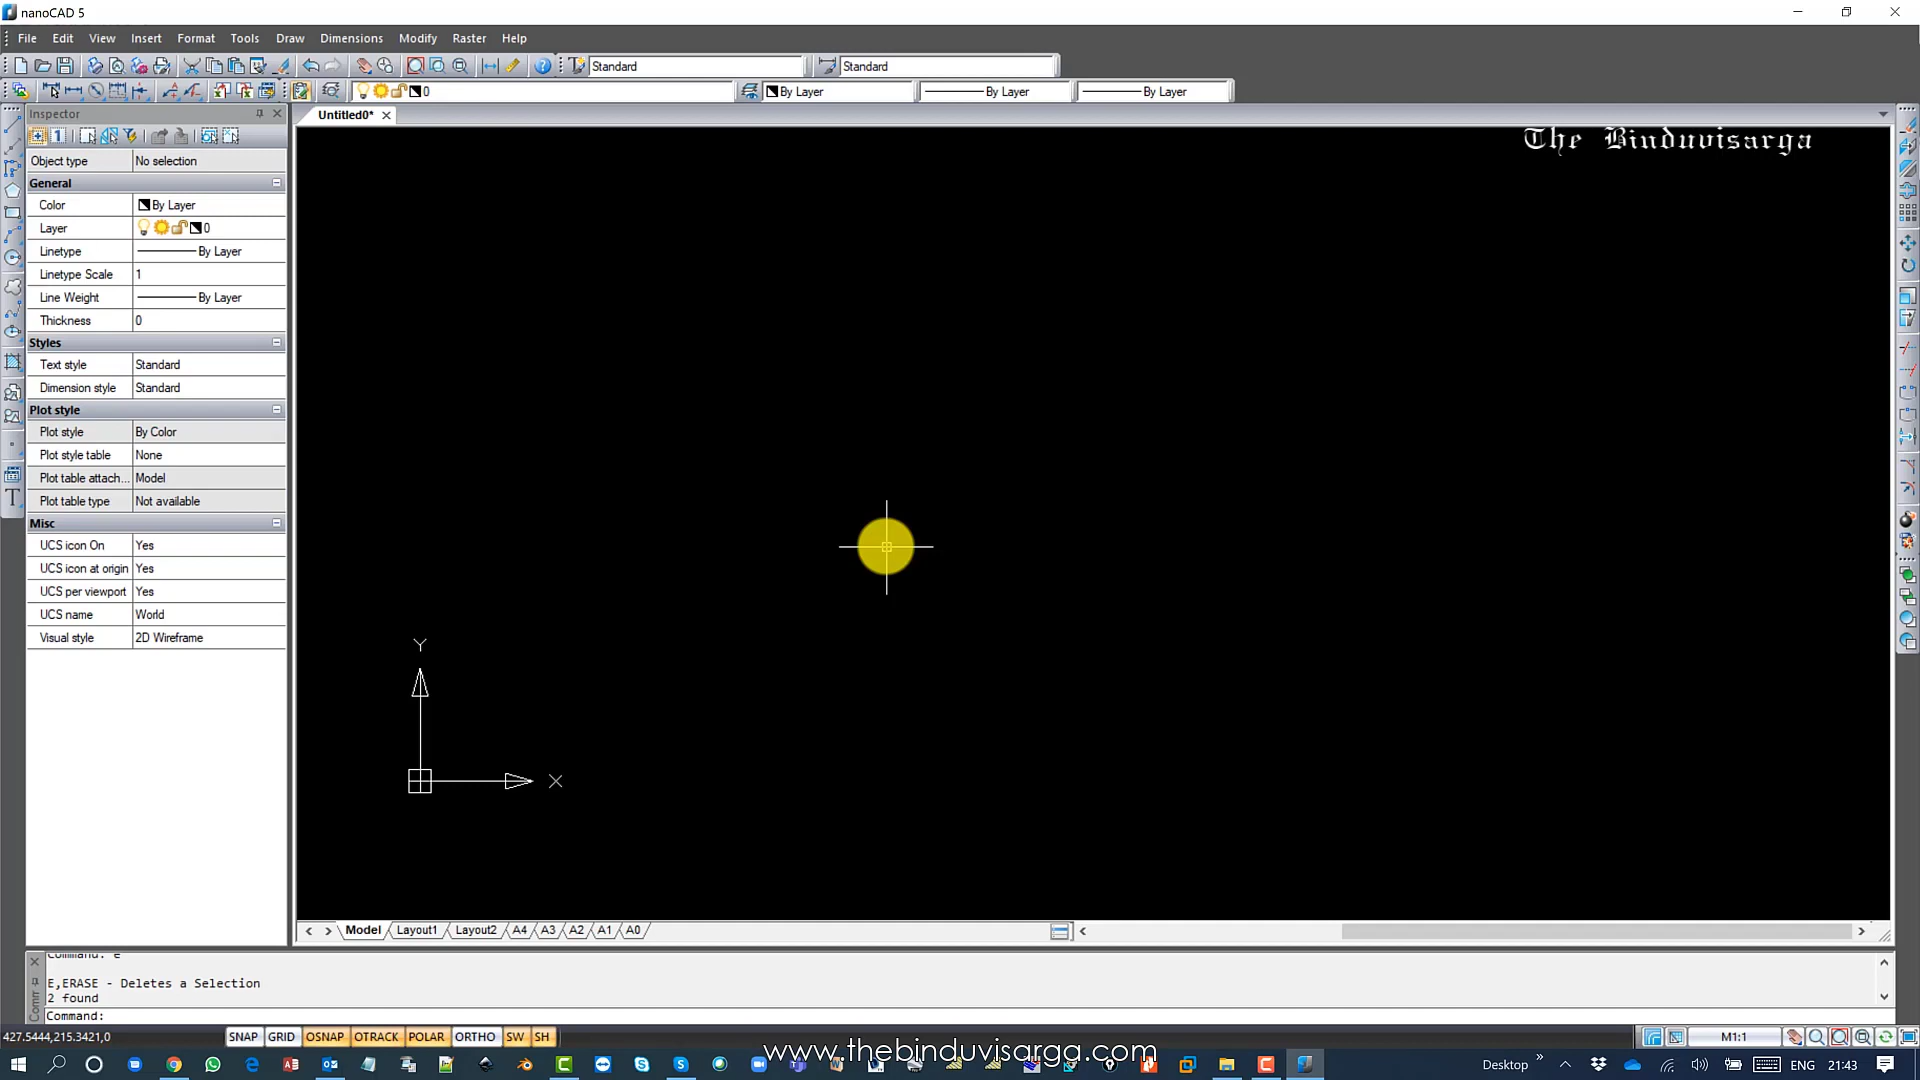 nanoCAD 5
File Edit View Insert Format Tools Draw Dimensions Modify Raster Help
Standard Standard
0 By Layer By Layer By Layer
Inspector Untitled0*
The Binduvisarga
Object type No selection
General
Color By Layer
Layer 0
Linetype By Layer
Linetype Scale 1
Line Weight By Layer
Thickness 0
Styles
Text style Standard
Dimension style Standard
Plot style
Plot style By Color
Plot style table None
Plot table attach... Model
Plot table type Not available
Misc
UCS icon On Yes
UCS icon at origin Yes
UCS per viewport Yes
UCS name World
Visual style 2D Wireframe
Y
X
Model Layout1 Layout2 A4 A3 A2 A1 A0
Command: e
E,ERASE - Deletes a Selection
2 found
Comm
Command:
427.5444,215.3421,0 SNAP GRID OSNAP OTRACK POLAR ORTHO SW SH M1:1
www.thebinduvisarga.com
Desktop ENG 21:43